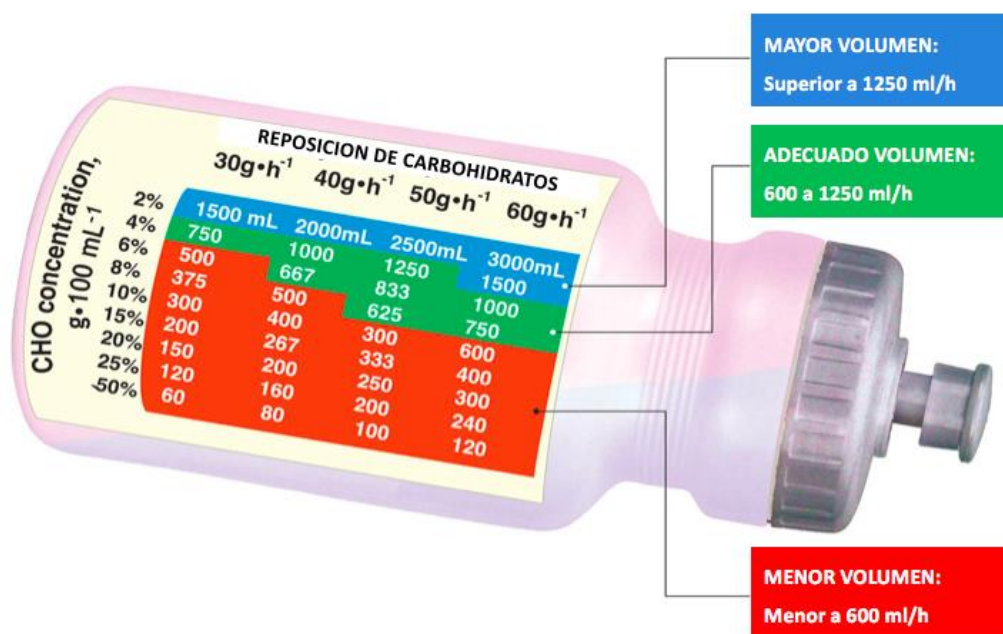 REPOSICION DE CARBOHIDRATOS
30g•h⁻¹ 40g•h⁻¹ 50g•h⁻¹ 60g•h⁻¹
CHO concentration,
g•100 mL⁻¹
2% 1500 mL 2000mL 2500mL 3000mL
4% 750 1000 1250 1500
6% 500 667 833 1000
8% 375 500 625 750
10% 300 400 300 600
15% 200 267 333 400
20% 150 200 250 300
25% 120 160 200 240
-50% 60 80 100 120
MAYOR VOLUMEN:
Superior a 1250 ml/h
ADECUADO VOLUMEN:
600 a 1250 ml/h
MENOR VOLUMEN:
Menor a 600 ml/h